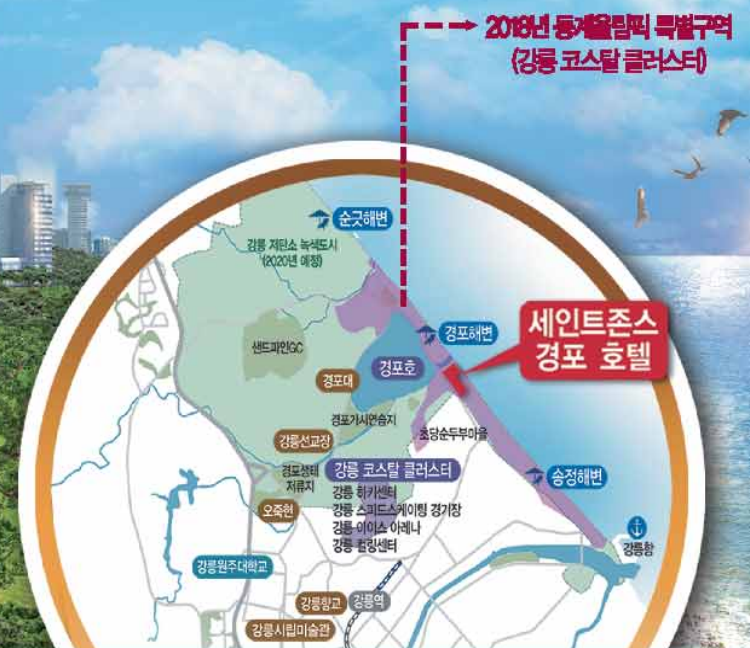 2018년 동계올림픽 특별구역
(강릉 코스탈 클러스터)
순긋해변
강릉 저탄소 녹색도시
(2020년 예정)
세인트존스
경포 호텔
경포해변
샌드파인GC
경포호
경포대
경포가시연습지
초당순두부마을
강릉선교장
경포생태
저류지
강릉 코스탈 클러스터
강릉 하키센터
강릉 스피드스케이팅 경기장
강릉 아이스 아레나
강릉 컬링센터
송정해변
오죽헌
강릉항
강릉원주대학교
강릉향교
강릉역
강릉시립미술관